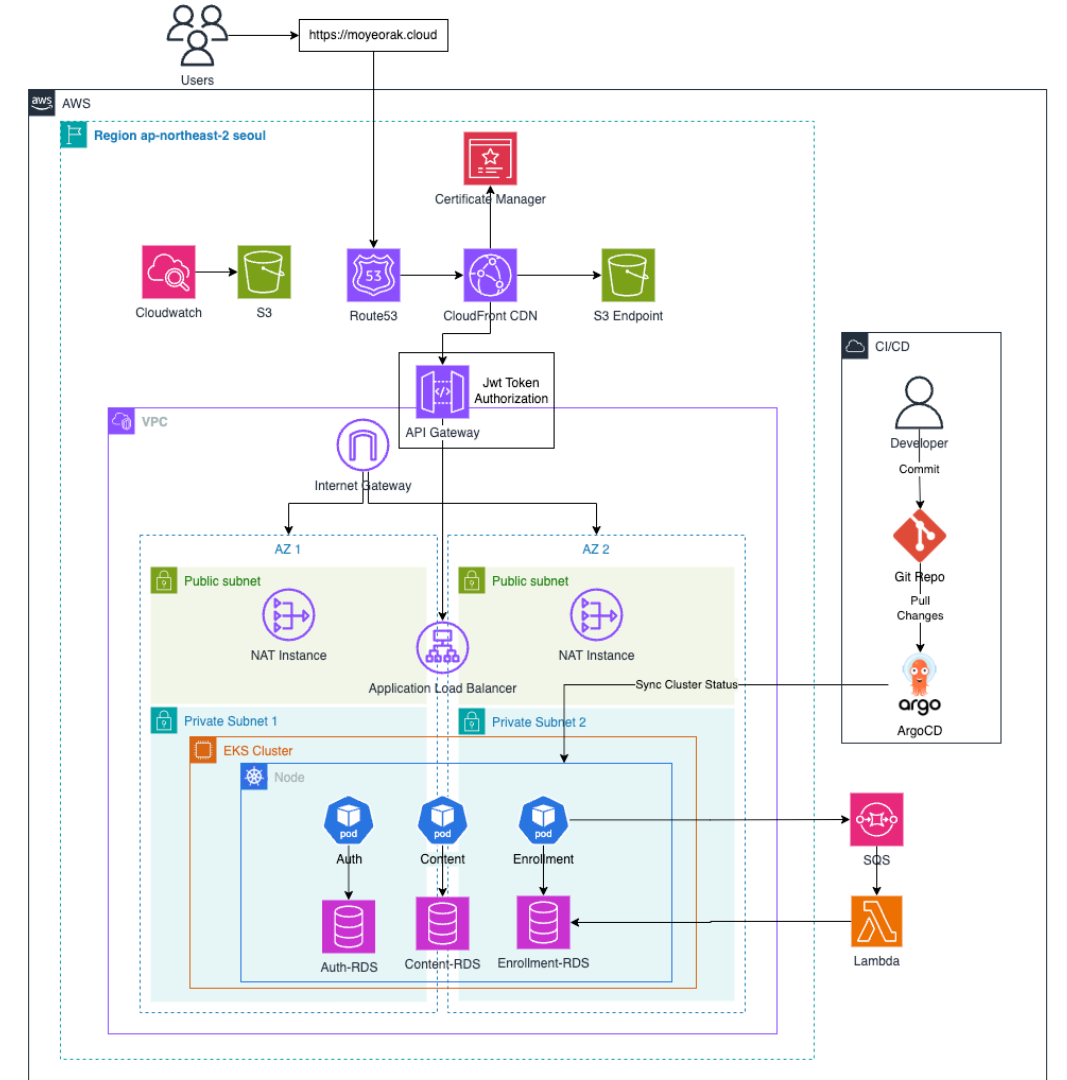 https://moyeorak.cloud
Users
aws
AWS
Region ap-northeast-2 seoul
Certificate Manager
Cloudwatch
S3
53
Route53
CloudFront CDN
S3 Endpoint
CI/CD
Jwt Token
Authorization
API Gateway
VPC
Internet Gateway
Developer
Commit
Git Repo
Pull
Changes
argo
ArgoCD
AZ 1
AZ 2
Public subnet
Public subnet
NAT Instance
NAT Instance
Application Load Balancer
Sync Cluster Status
Private Subnet 1
Private Subnet 2
EKS Cluster
Node
pod
pod
pod
Auth
Content
Enrollment
SQS
Auth-RDS
Content-RDS
Enrollment-RDS
Lambda